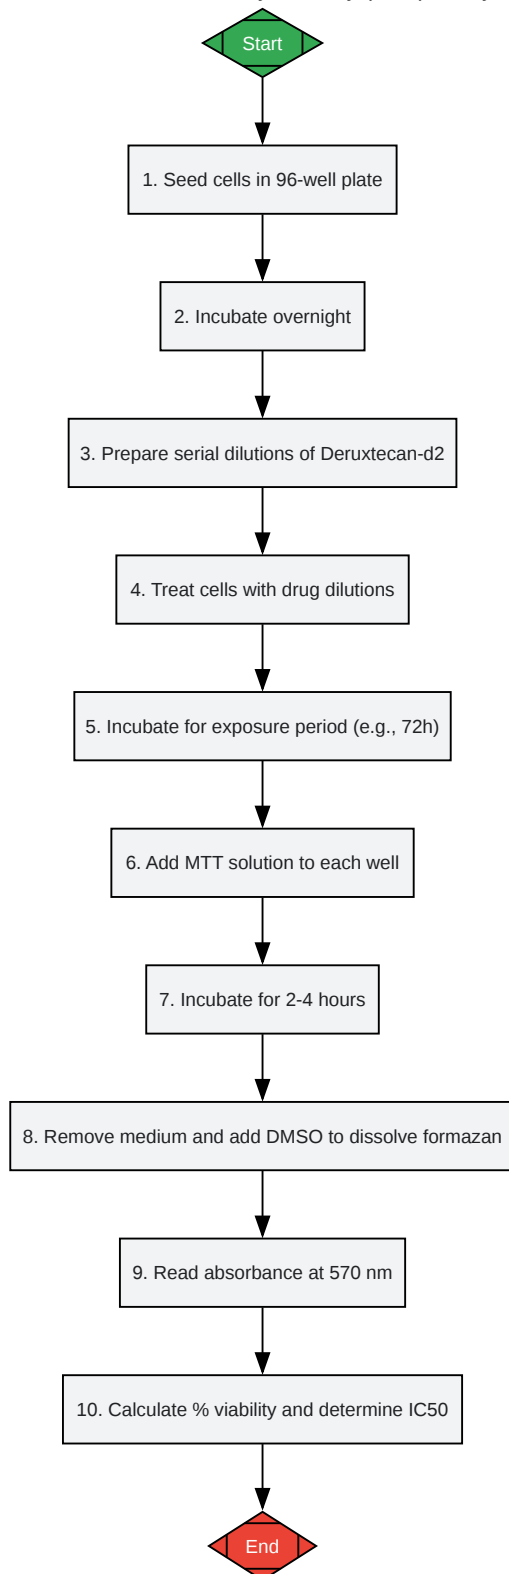 Start
1. Seed cells in 96-well plate
2. Incubate overnight
3. Prepare serial dilutions of Deruxtecan-d2
4. Treat cells with drug dilutions
5. Incubate for exposure period (e.g., 72h)
6. Add MTT solution to each well
7. Incubate for 2-4 hours
8. Remove medium and add DMSO to dissolve formazan
9. Read absorbance at 570 nm
10. Calculate % viability and determine IC50
End